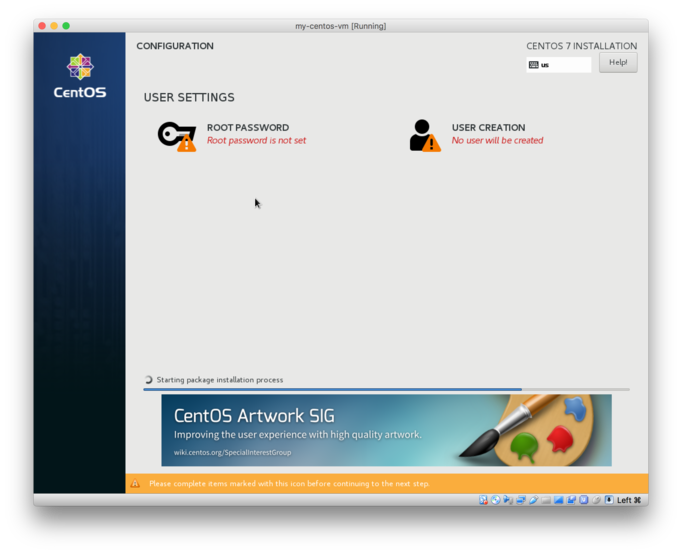 my-centos-vm [Running]
CentOS
CONFIGURATION
CENTOS 7 INSTALLATION
us
Help!
USER SETTINGS
ROOT PASSWORD
Root password is not set
USER CREATION
No user will be created
Starting package installation process
CentOS Artwork SIG
Improving the user experience with high quality artwork.
wiki.centos.org/SpecialInterestGroup
Please complete items marked with this icon before continuing to the next step.
Left ⌘